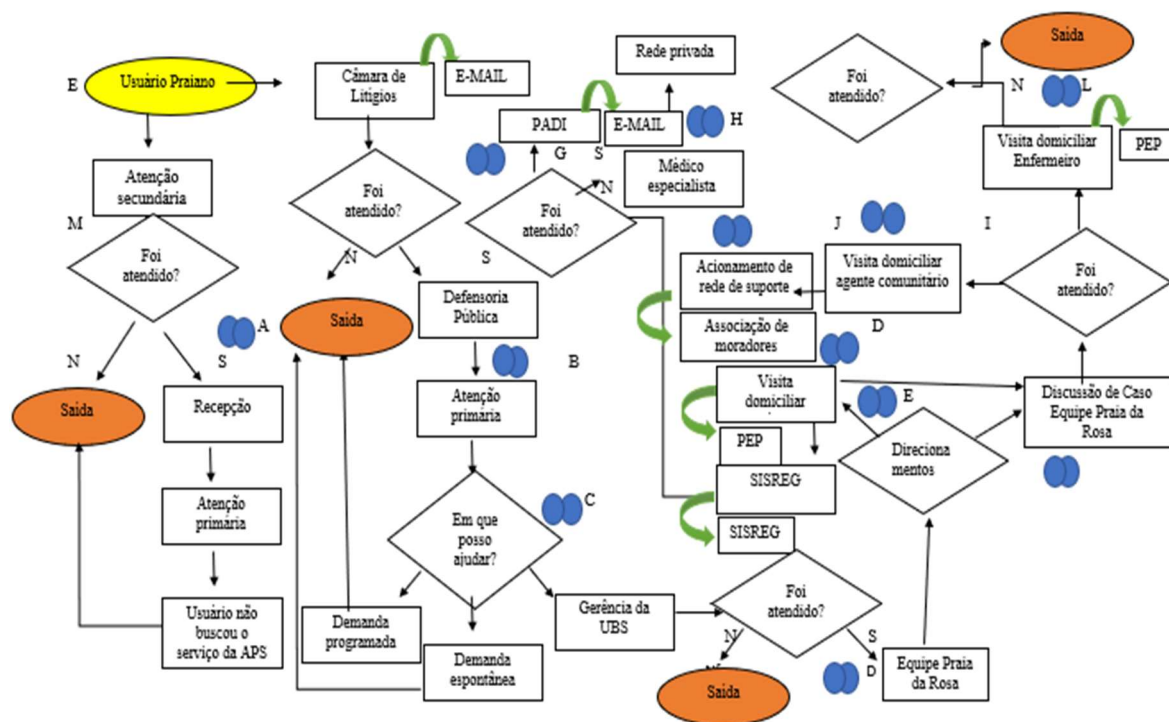 E
Usuário Praiano
Câmara de
Litígios
E-MAIL
Rede privada
PADI
E-MAIL
H
G
S
Médico
especialista
N
Foi
atendido?
Foi
atendido?
Saída
N
L
Visita domiciliar
Enfermeiro
PEP
Atenção
secundária
M
Foi
atendido?
N
S
A
Saída
Recepção
Atenção
primária
Usuário não
buscou o
serviço da APS
Foi
atendido?
N
S
Saída
Defensoria
Pública
B
Atenção
primária
C
Em que
posso
ajudar?
Demanda
programada
Demanda
espontânea
Gerência da
UBS
Acionamento de
rede de suporte
Associação de
moradores
J
Visita domiciliar
agente comunitário
D
I
Foi
atendido?
Visita
domiciliar
E
PEP
SISREG
SISREG
Direciona
mentos
Discussão de Caso
Equipe Praia da
Rosa
Foi
atendido?
N
S
D
Equipe Praia
da Rosa
Saída